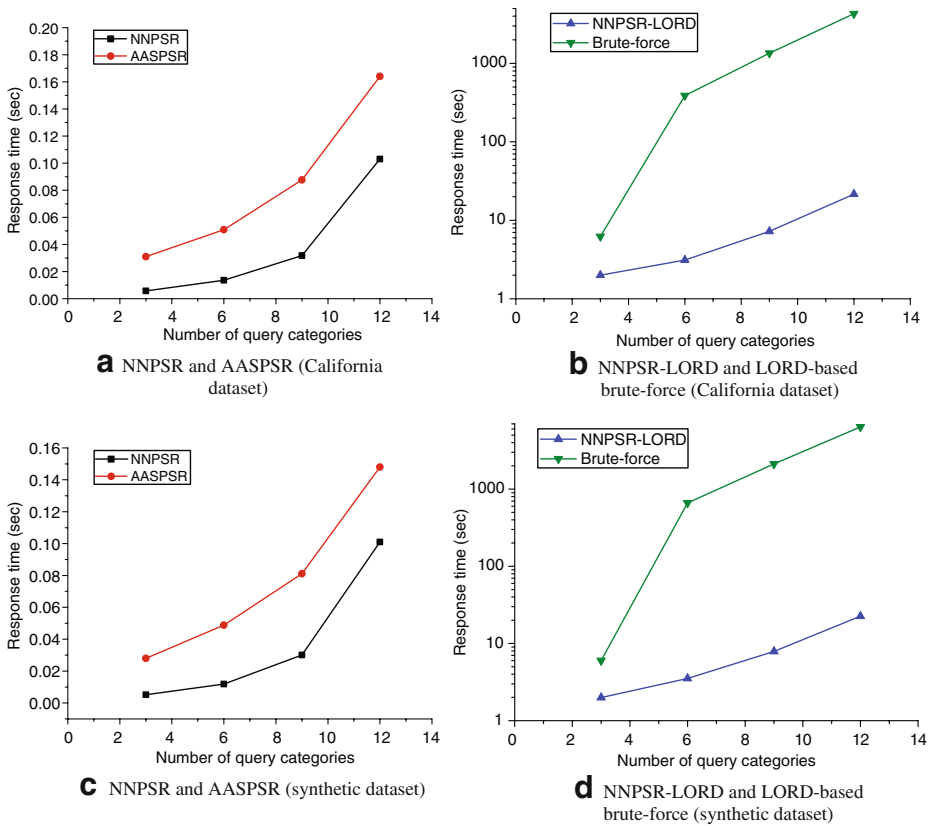 NNPSR
AASPSR
Response time (sec)
0.20
0.18
0.16
0.14
0.12
0.10
0.08
0.06
0.04
0.02
0.00
0 2 4 6 8 10 12 14
Number of query categories
a NNPSR and AASPSR (California
dataset)
NNPSR-LORD
Brute-force
Response time (sec)
1000
100
10
1
0 2 4 6 8 10 12 14
Number of query categories
b NNPSR-LORD and LORD-based
brute-force (California dataset)
NNPSR
AASPSR
Response time (sec)
0.16
0.14
0.12
0.10
0.08
0.06
0.04
0.02
0.00
0 2 4 6 8 10 12 14
Number of query categories
c NNPSR and AASPSR (synthetic dataset)
NNPSR-LORD
Brute-force
Response time (sec)
1000
100
10
1
0 2 4 6 8 10 12 14
Number of query categories
d NNPSR-LORD and LORD-based
brute-force (synthetic dataset)